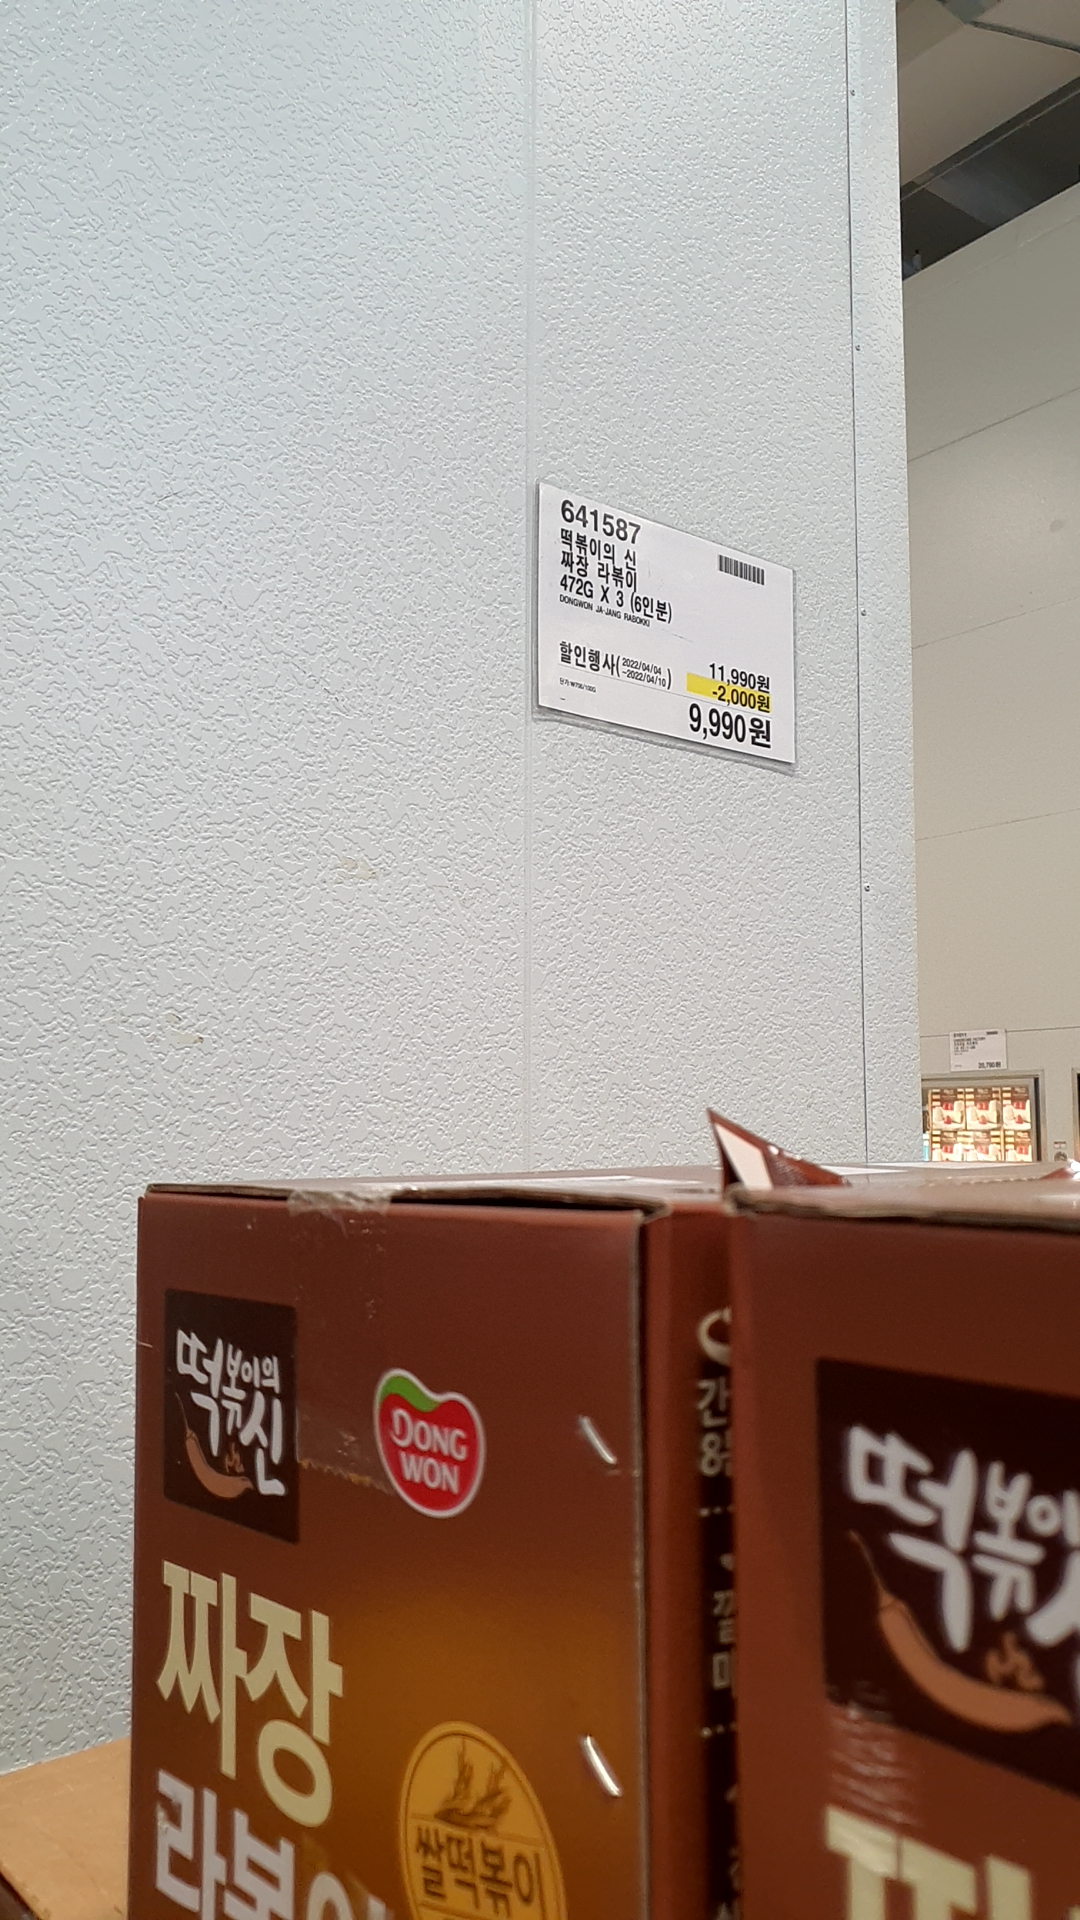 641587
떡볶이의 신
짜장 라볶이
472G X 3 (6인분)
DONGWON JA-JANG RABOKKI
할인행사(2022/04/04 ~2022/04/10)
11,990원
-2,000원
9,990원
떡볶이의
신
DONG
WON
짜장
라볶이
쌀떡볶이
떡볶이